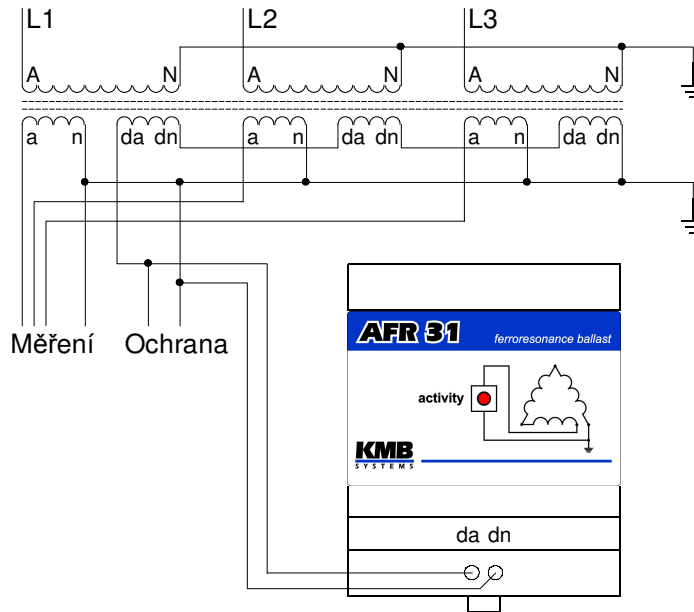 L1 L2 L3
A N A N A N
a n da dn a n da dn a n da dn
Měření Ochrana
AFR 31 ferroresonance ballast
activity
KMB
SYSTEMS
da dn